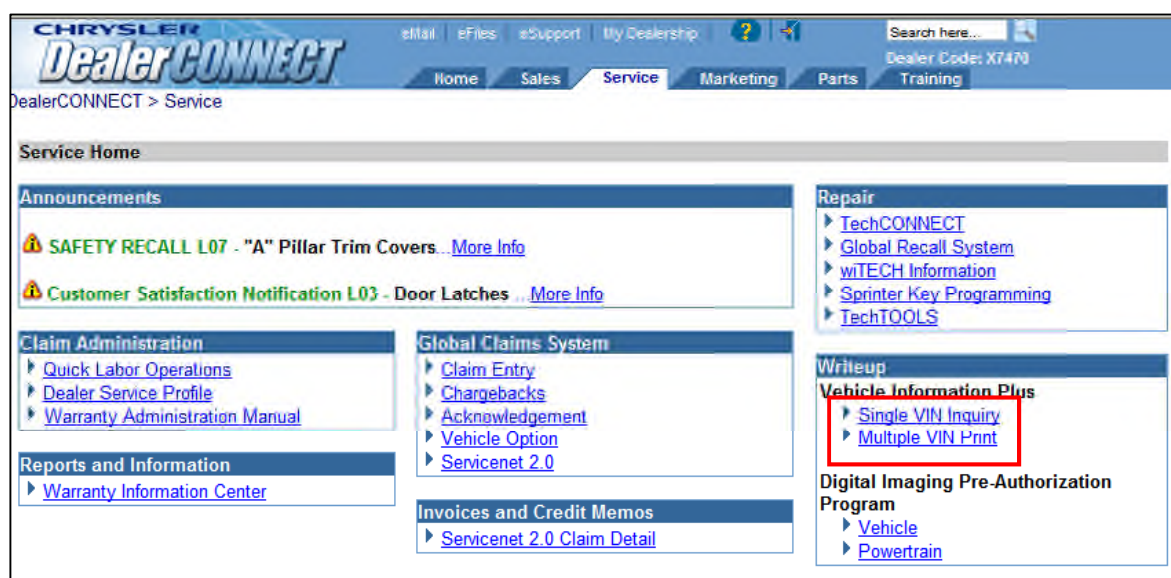 CHRYSLER
DealerCONNECT
eMail eFiles eSupport My Dealership ?
Search here...
Dealer Code: X7470
Home Sales Service Marketing Parts Training
DealerCONNECT > Service
Service Home
Announcements
SAFETY RECALL L07 - "A" Pillar Trim Covers...More Info
Customer Satisfaction Notification L03 - Door Latches ...More Info
Claim Administration
Quick Labor Operations
Dealer Service Profile
Warranty Administration Manual
Reports and Information
Warranty Information Center
Global Claims System
Claim Entry
Chargebacks
Acknowledgement
Vehicle Option
Servicenet 2.0
Invoices and Credit Memos
Servicenet 2.0 Claim Detail
Repair
TechCONNECT
Global Recall System
wiTECH Information
Sprinter Key Programming
TechTOOLS
Writeup
Vehicle Information Plus
Single VIN Inquiry
Multiple VIN Print
Digital Imaging Pre-Authorization
Program
Vehicle
Powertrain